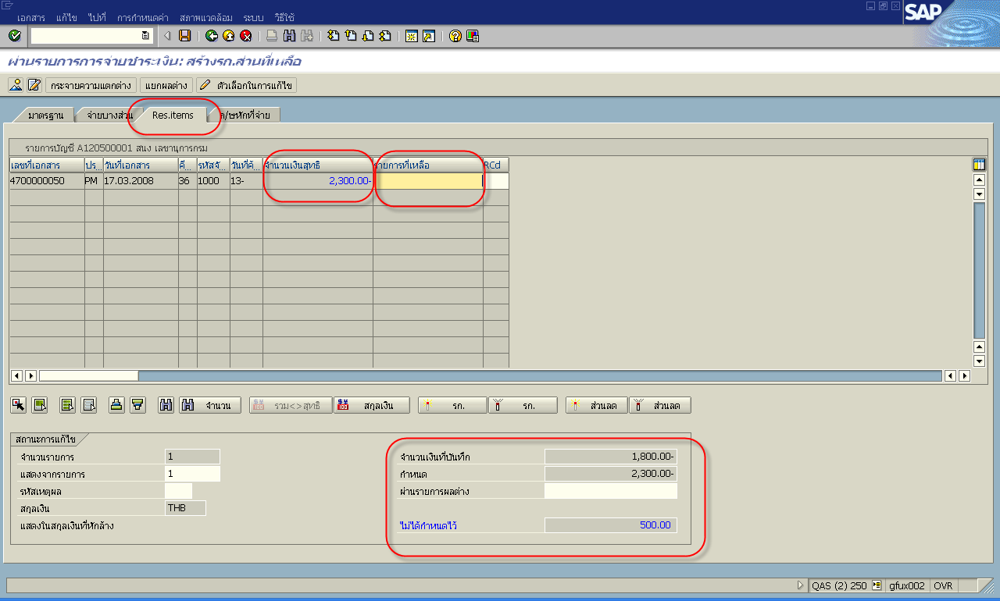 เอกสาร แก้ไข ไปที่ การกำหนดค่า สภาพแวดล้อม ระบบ วิธีใช้
SAP
ผ่านรายการการจ่ายชำระเงิน: สร้างรก.ส่วนที่เหลือ
กระจายความแตกต่าง แยกผลต่าง ตัวเลือกในการแก้ไข
มาตรฐาน จ่ายบางส่วน Res.items ก/ษหักที่จ่าย
รายการบัญชี A120500001 สนง เลขานุการกรม
เลขที่เอกสาร ปร... วันที่เอกสาร คี... รหัสจั... วันที่ค้... จำนวนเงินสุทธิ รายการที่เหลือ RCd
4700000050 PM 17.03.2008 36 1000 13- 2,300.00-
จำนวน รวม<>สุทธิ สกุลเงิน รก. รก. ส่วนลด ส่วนลด
สถานะการแก้ไข
จำนวนรายการ 1 จำนวนเงินที่บันทึก 1,800.00-
แสดงจากรายการ 1 กำหนด 2,300.00-
รหัสเหตุผล ผ่านรายการผลต่าง
สกุลเงิน THB
แสดงในสกุลเงินที่หักล้าง ไม่ได้กำหนดไว้ 500.00
QAS (2) 250 gfux002 OVR